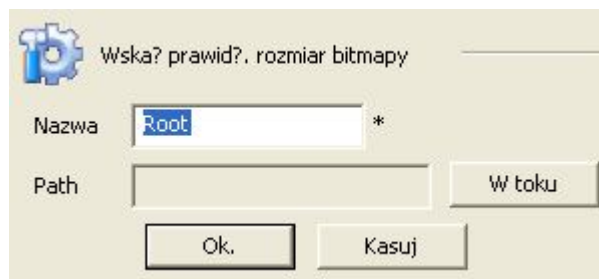 Wska? prawid?. rozmiar bitmapy
Nazwa Root *
Path W toku
Ok. Kasuj